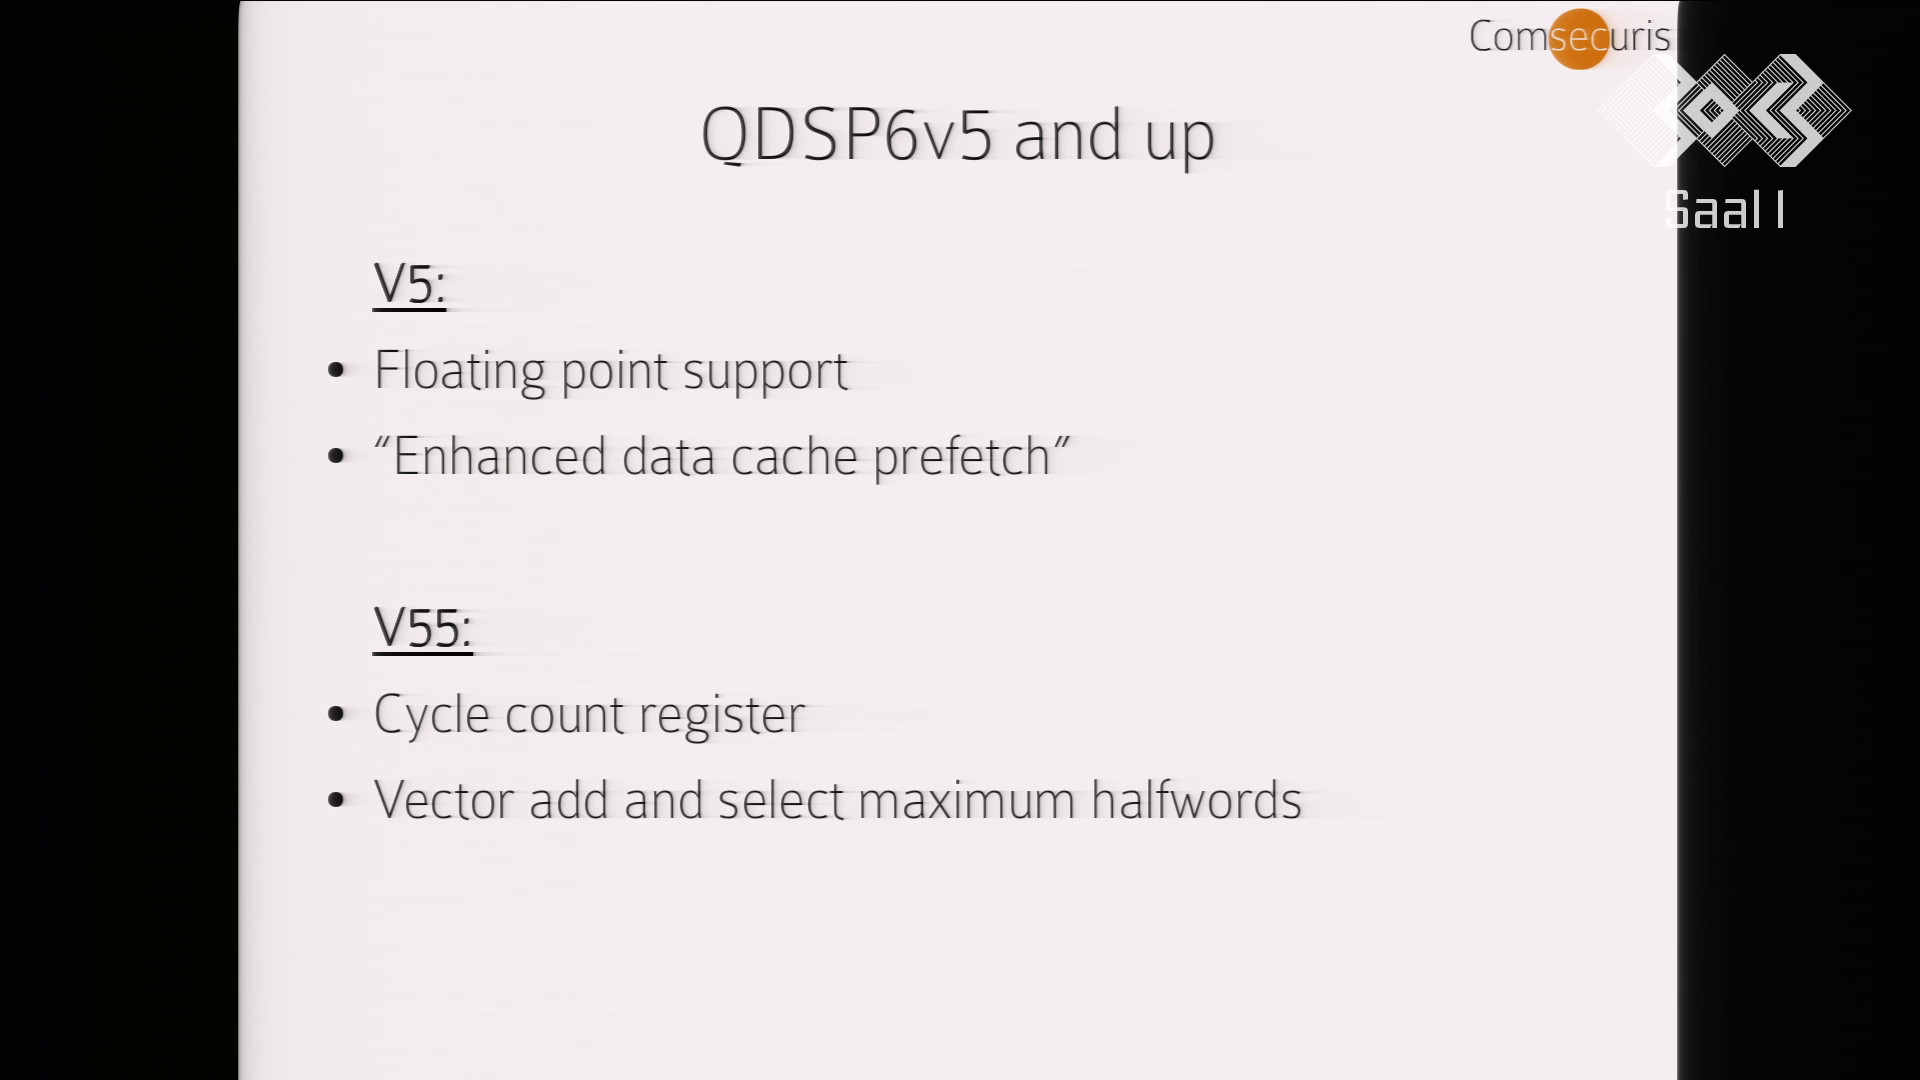 Comsecuris
QDSP6v5 and up
Saal 1
V5:
• Floating point support
• “Enhanced data cache prefetch”
V55:
• Cycle count register
• Vector add and select maximum halfwords